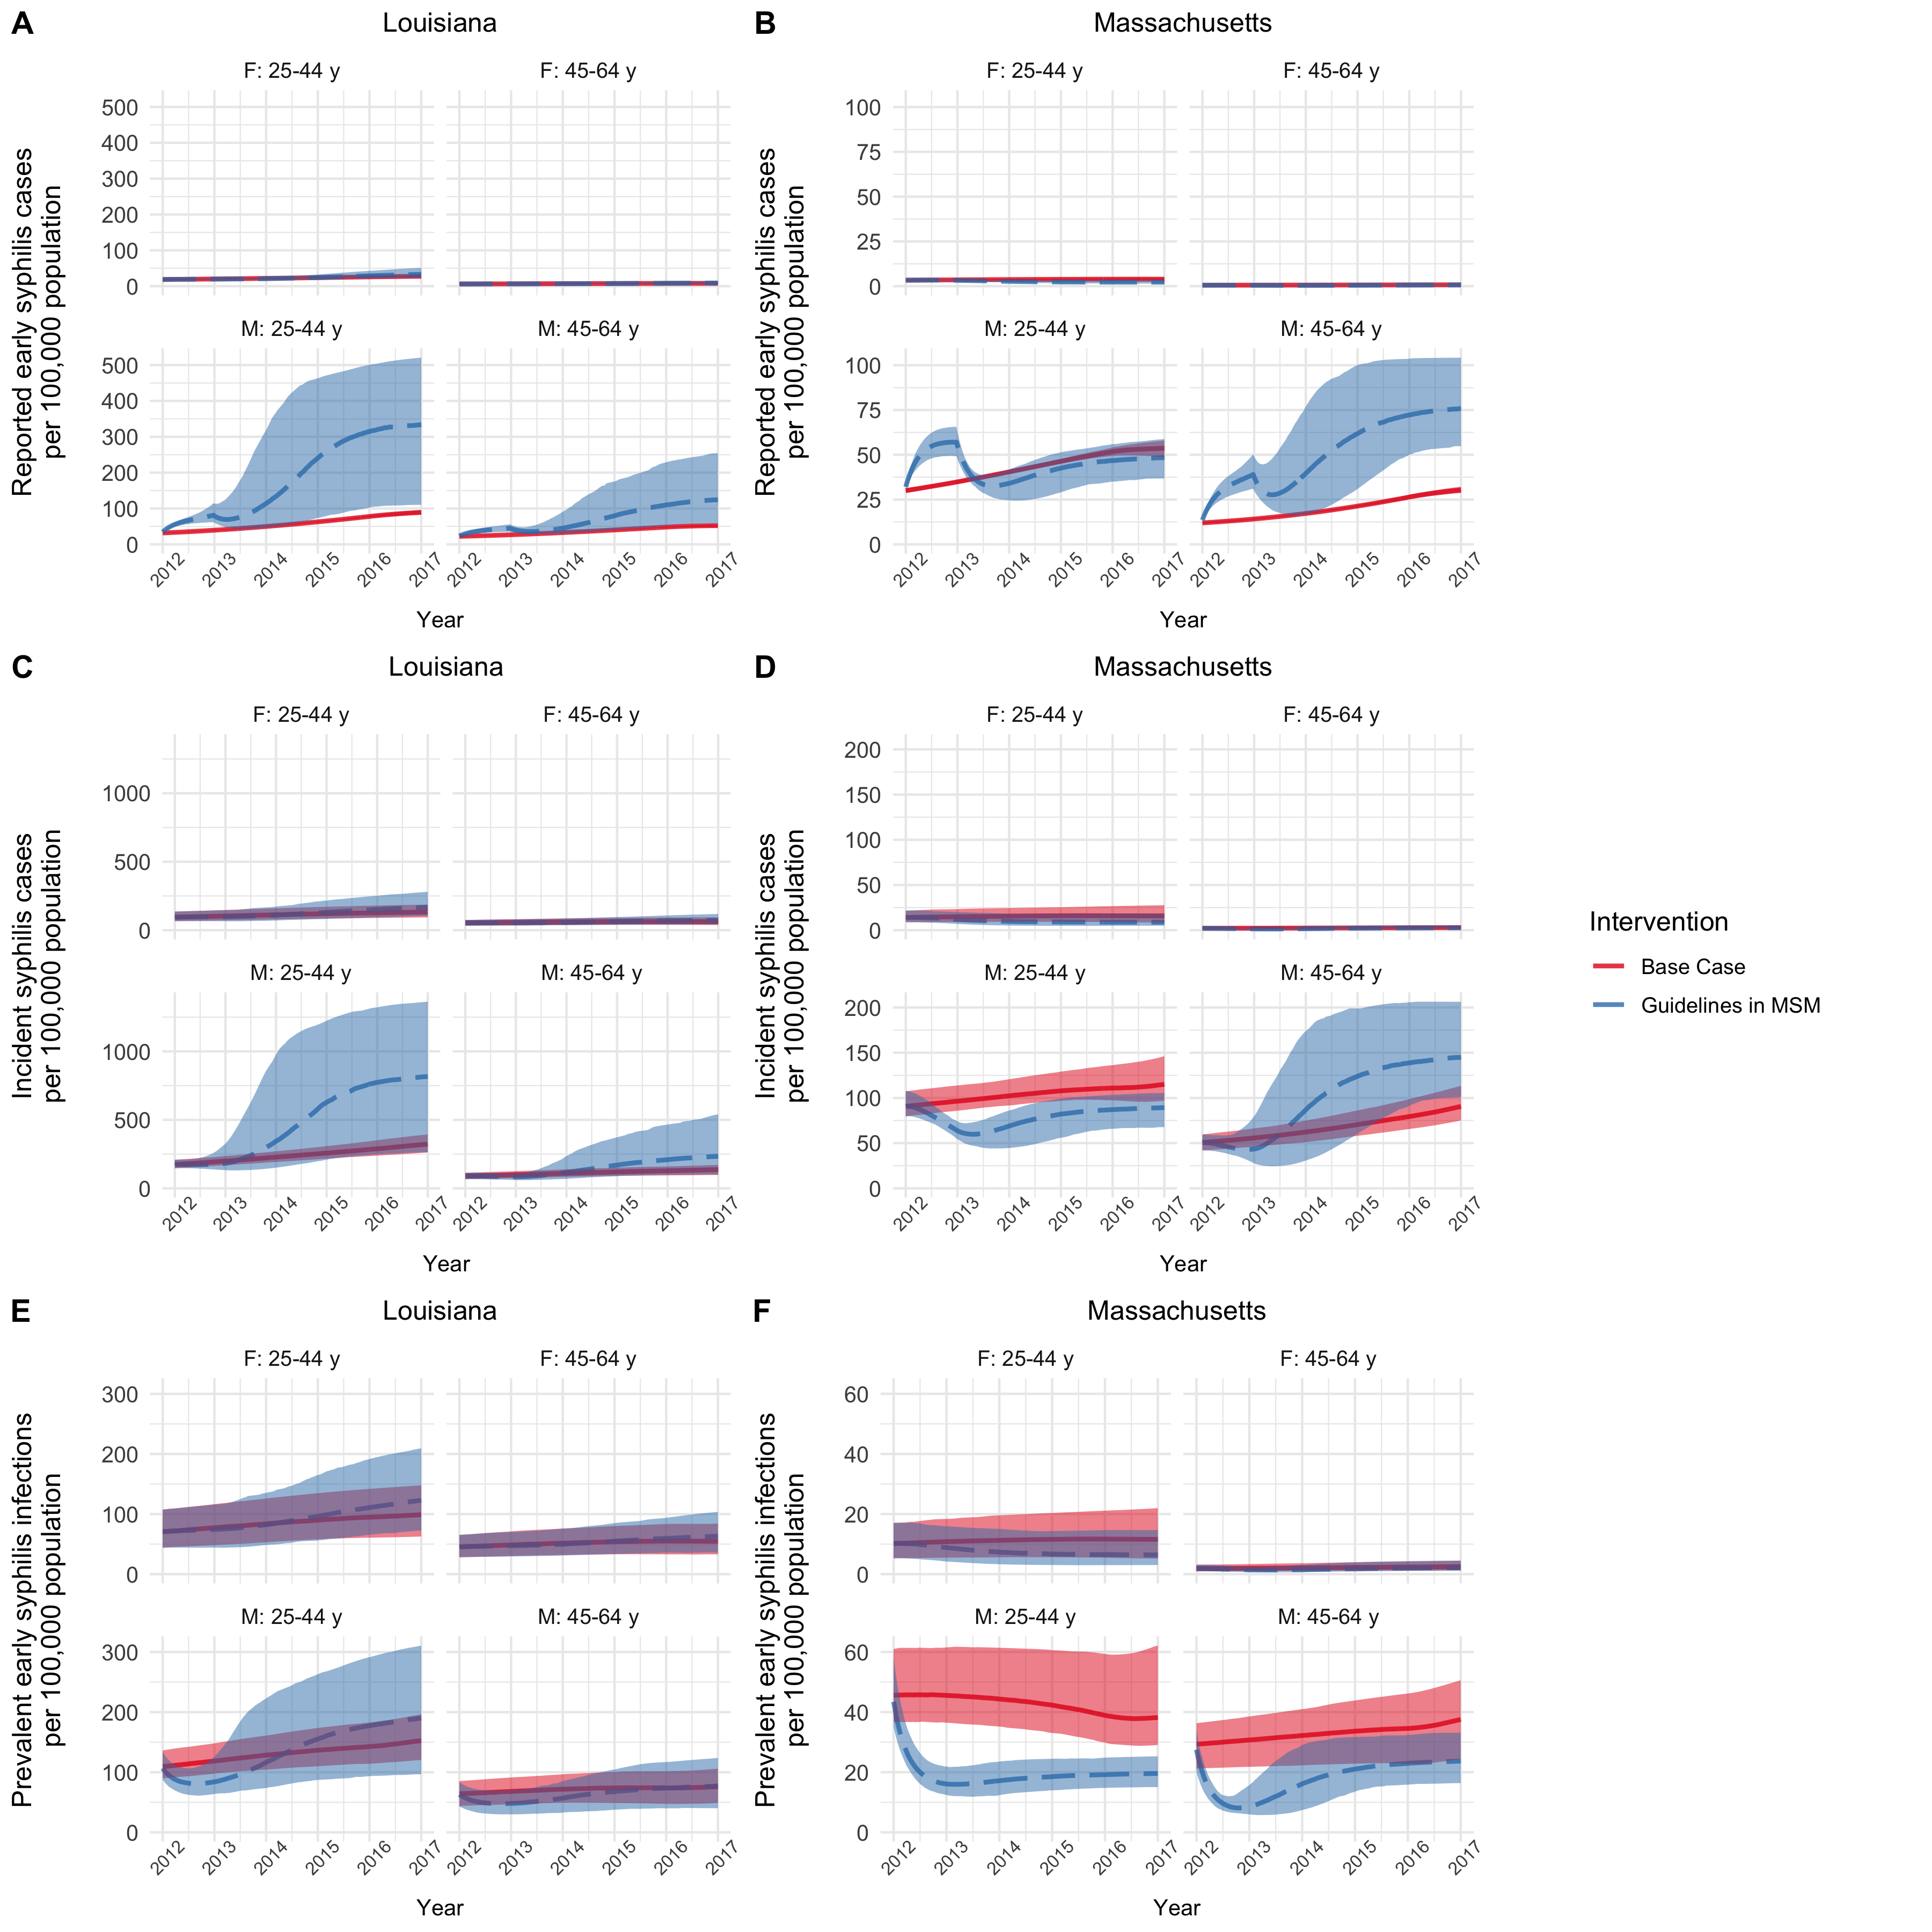 A
Louisiana
F: 25-44 y
F: 45-64 y
500
400
300
200
100
0
M: 25-44 y
M: 45-64 y
500
400
300
200
100
0
2012
2013
2014
2015
2016
2017
2012
2013
2014
2015
2016
2017
Year
Reported early syphilis cases
per 100,000 population
B
Massachusetts
F: 25-44 y
F: 45-64 y
100
75
50
25
0
M: 25-44 y
M: 45-64 y
100
75
50
25
0
2012
2013
2014
2015
2016
2017
2012
2013
2014
2015
2016
2017
Year
Reported early syphilis cases
per 100,000 population
C
Louisiana
F: 25-44 y
F: 45-64 y
1000
500
0
M: 25-44 y
M: 45-64 y
1000
500
0
2012
2013
2014
2015
2016
2017
2012
2013
2014
2015
2016
2017
Year
Incident syphilis cases
per 100,000 population
D
Massachusetts
F: 25-44 y
F: 45-64 y
200
150
100
50
0
M: 25-44 y
M: 45-64 y
200
150
100
50
0
2012
2013
2014
2015
2016
2017
2012
2013
2014
2015
2016
2017
Year
Incident syphilis cases
per 100,000 population
Intervention
Base Case
Guidelines in MSM
E
Louisiana
F: 25-44 y
F: 45-64 y
300
200
100
0
M: 25-44 y
M: 45-64 y
300
200
100
0
2012
2013
2014
2015
2016
2017
2012
2013
2014
2015
2016
2017
Year
Prevalent early syphilis infections
per 100,000 population
F
Massachusetts
F: 25-44 y
F: 45-64 y
60
40
20
0
M: 25-44 y
M: 45-64 y
60
40
20
0
2012
2013
2014
2015
2016
2017
2012
2013
2014
2015
2016
2017
Year
Prevalent early syphilis infections
per 100,000 population